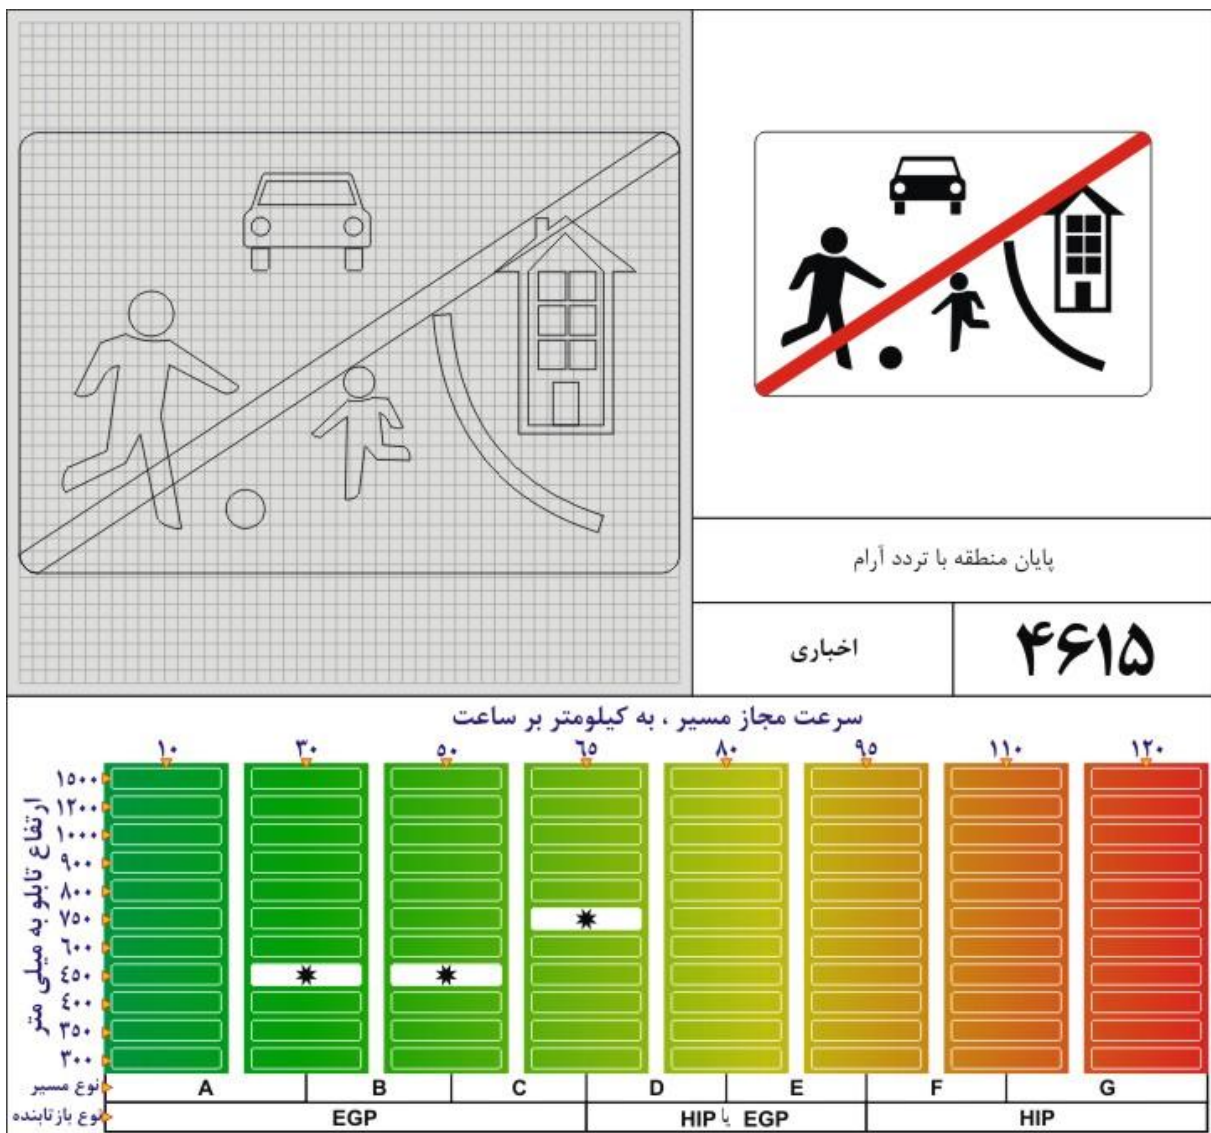 پایان منطقه با تردد آرام
۴۶۱۵
اخباری
سرعت مجاز مسیر ، به کیلومتر بر ساعت
۱۰ ۳۰ ۵۰ ۶۵ ۸۰ ۹۵ ۱۱۰ ۱۲۰
ارتفاع تابلو به میلی متر
۱۵۰۰
۱۲۰۰
۱۰۰۰
۹۰۰
۸۰۰
۷۵۰
۶۰۰
٤۵۰
٤۰۰
۳۵۰
۳۰۰
نوع مسیر A B C D E F G
نوع بازتابنده EGP HIP یا EGP HIP